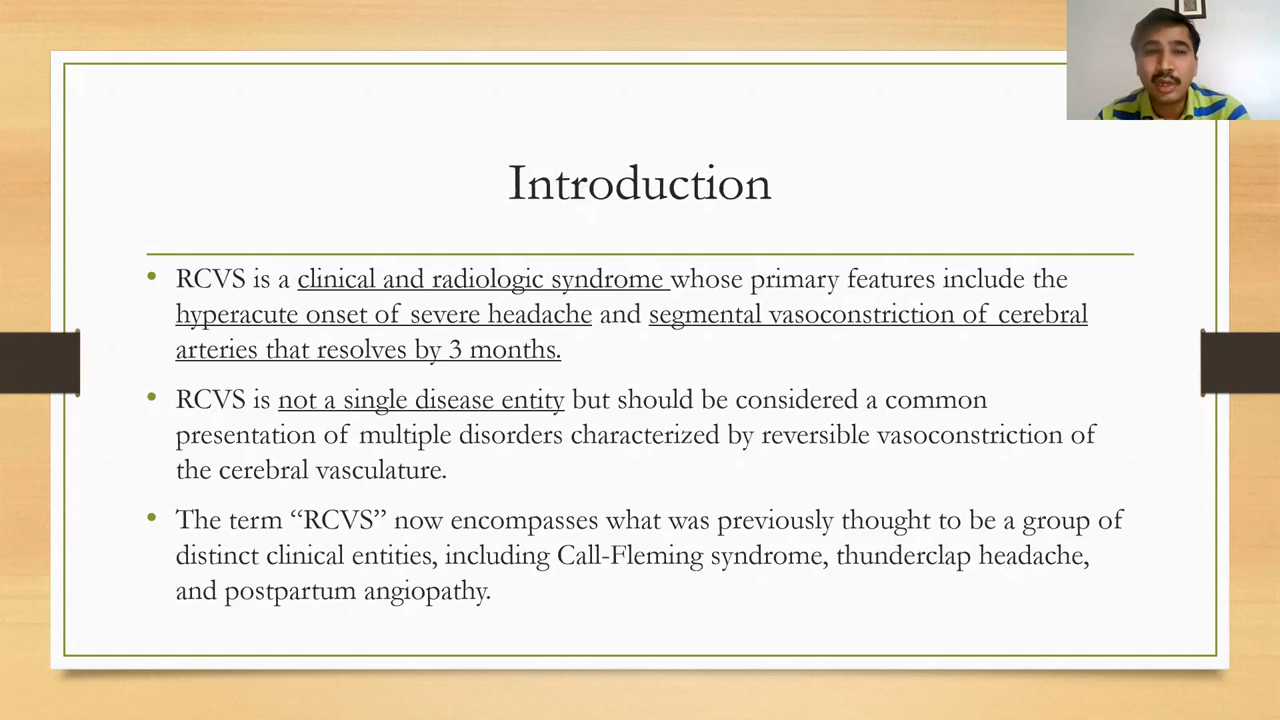 Introduction
• RCVS is a clinical and radiologic syndrome whose primary features include the
hyperacute onset of severe headache and segmental vasoconstriction of cerebral
arteries that resolves by 3 months.
• RCVS is not a single disease entity but should be considered a common
presentation of multiple disorders characterized by reversible vasoconstriction of
the cerebral vasculature.
• The term “RCVS” now encompasses what was previously thought to be a group of
distinct clinical entities, including Call-Fleming syndrome, thunderclap headache,
and postpartum angiopathy.